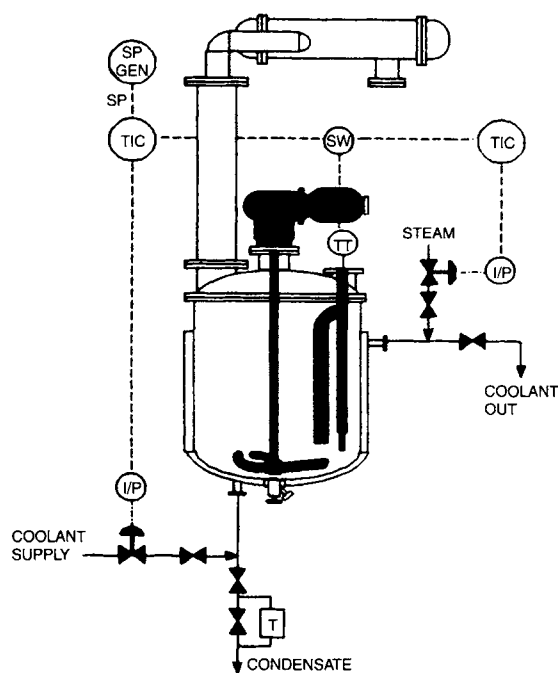 SP
GEN
SP
TIC
SW
TIC
TT
STEAM
I/P
COOLANT
OUT
I/P
COOLANT
SUPPLY
T
CONDENSATE